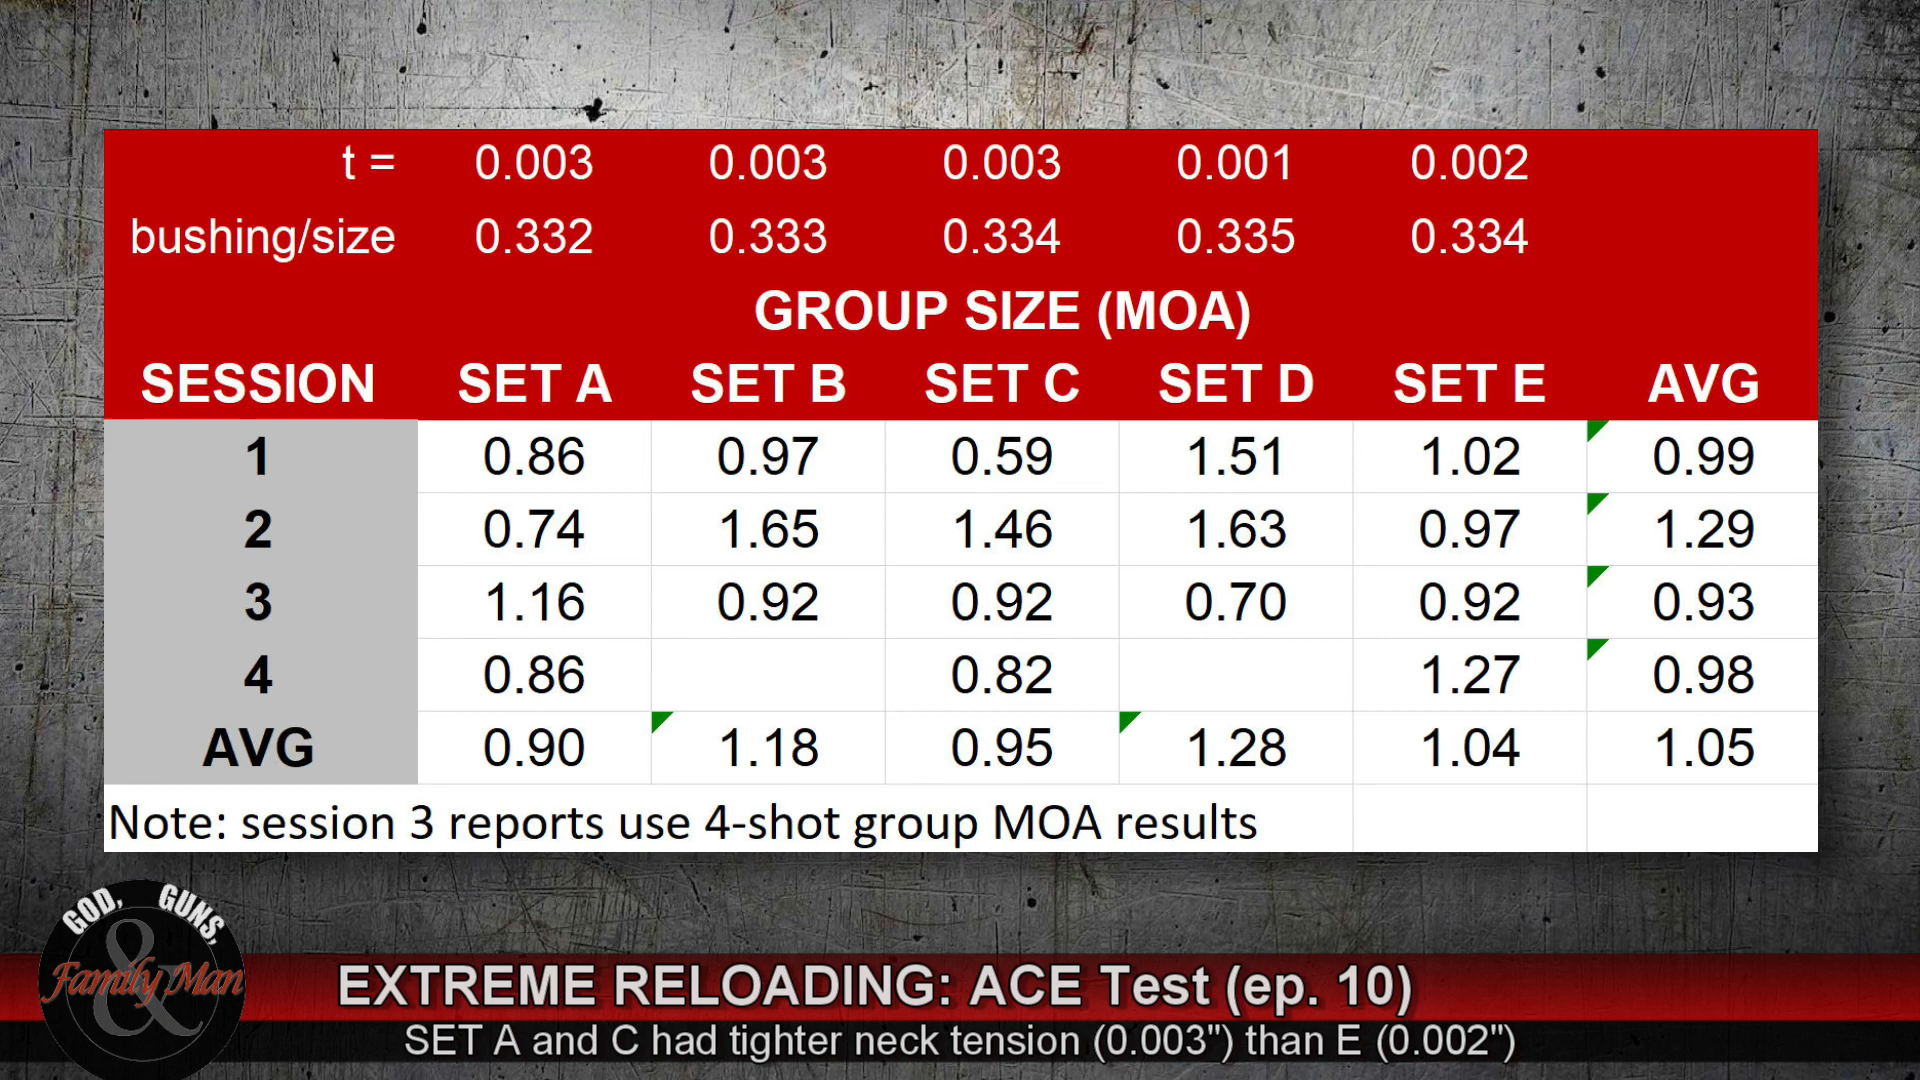 t = 0.003 0.003 0.003 0.001 0.002
bushing/size 0.332 0.333 0.334 0.335 0.334
GROUP SIZE (MOA)
SESSION SET A SET B SET C SET D SET E AVG
1 0.86 0.97 0.59 1.51 1.02 0.99
2 0.74 1.65 1.46 1.63 0.97 1.29
3 1.16 0.92 0.92 0.70 0.92 0.93
4 0.86 0.82 1.27 0.98
AVG 0.90 1.18 0.95 1.28 1.04 1.05
Note: session 3 reports use 4-shot group MOA results
GOD, GUNS,
&
Family Man
EXTREME RELOADING: ACE Test (ep. 10)
SET A and C had tighter neck tension (0.003") than E (0.002")